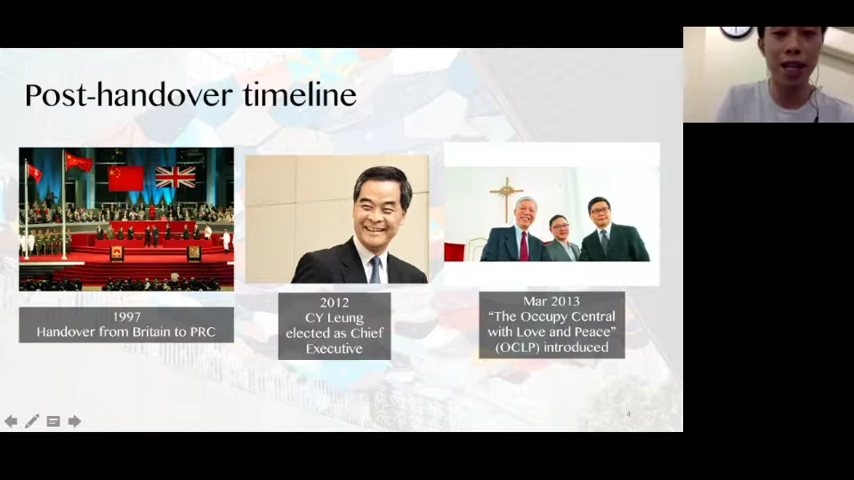 Post-handover timeline
1997
Handover from Britain to PRC
2012
CY Leung
elected as Chief
Executive
Mar 2013
“The Occupy Central
with Love and Peace”
(OCLP) introduced
4